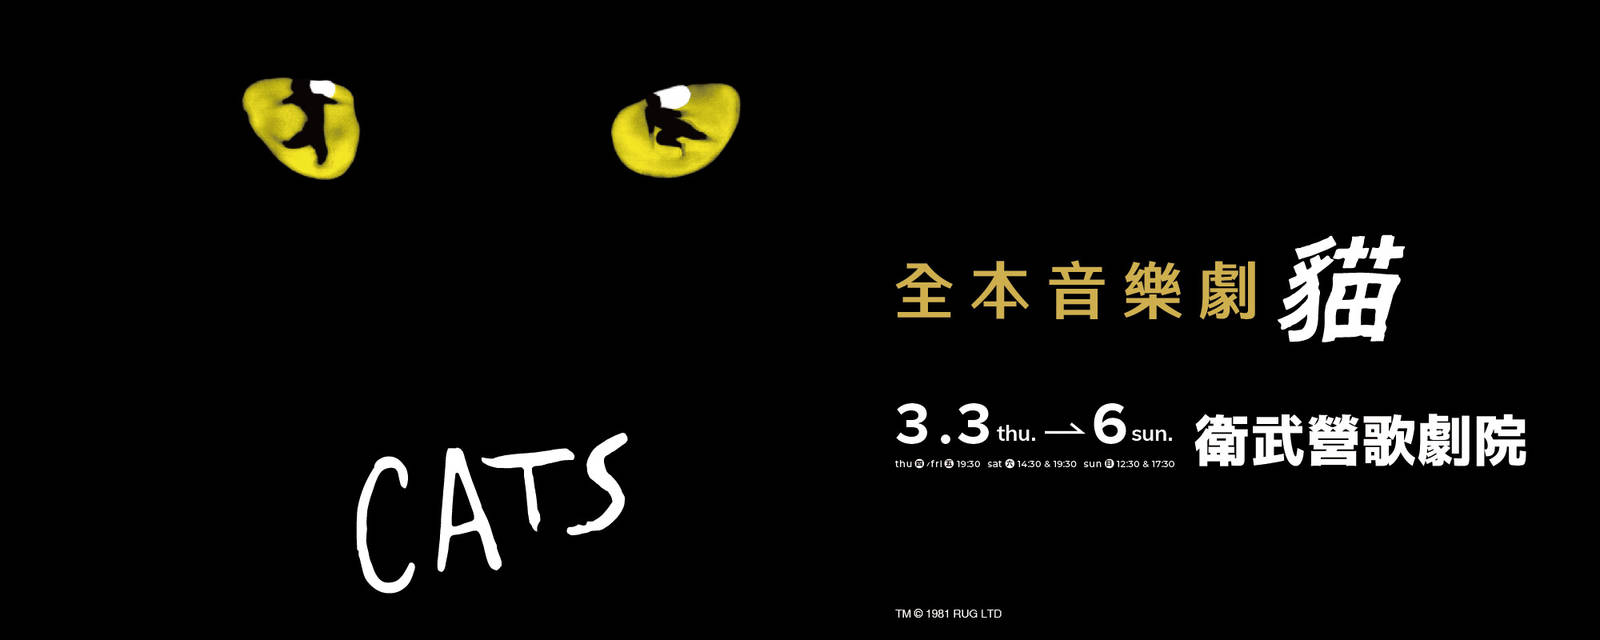 CATS
全本音樂劇 貓
3.3 thu. → 6 sun. 衛武營歌劇院
thu 四 / fri 五 19:30 sat 六 14:30 & 19:30 sun 日 12:30 & 17:30
TM © 1981 RUG LTD